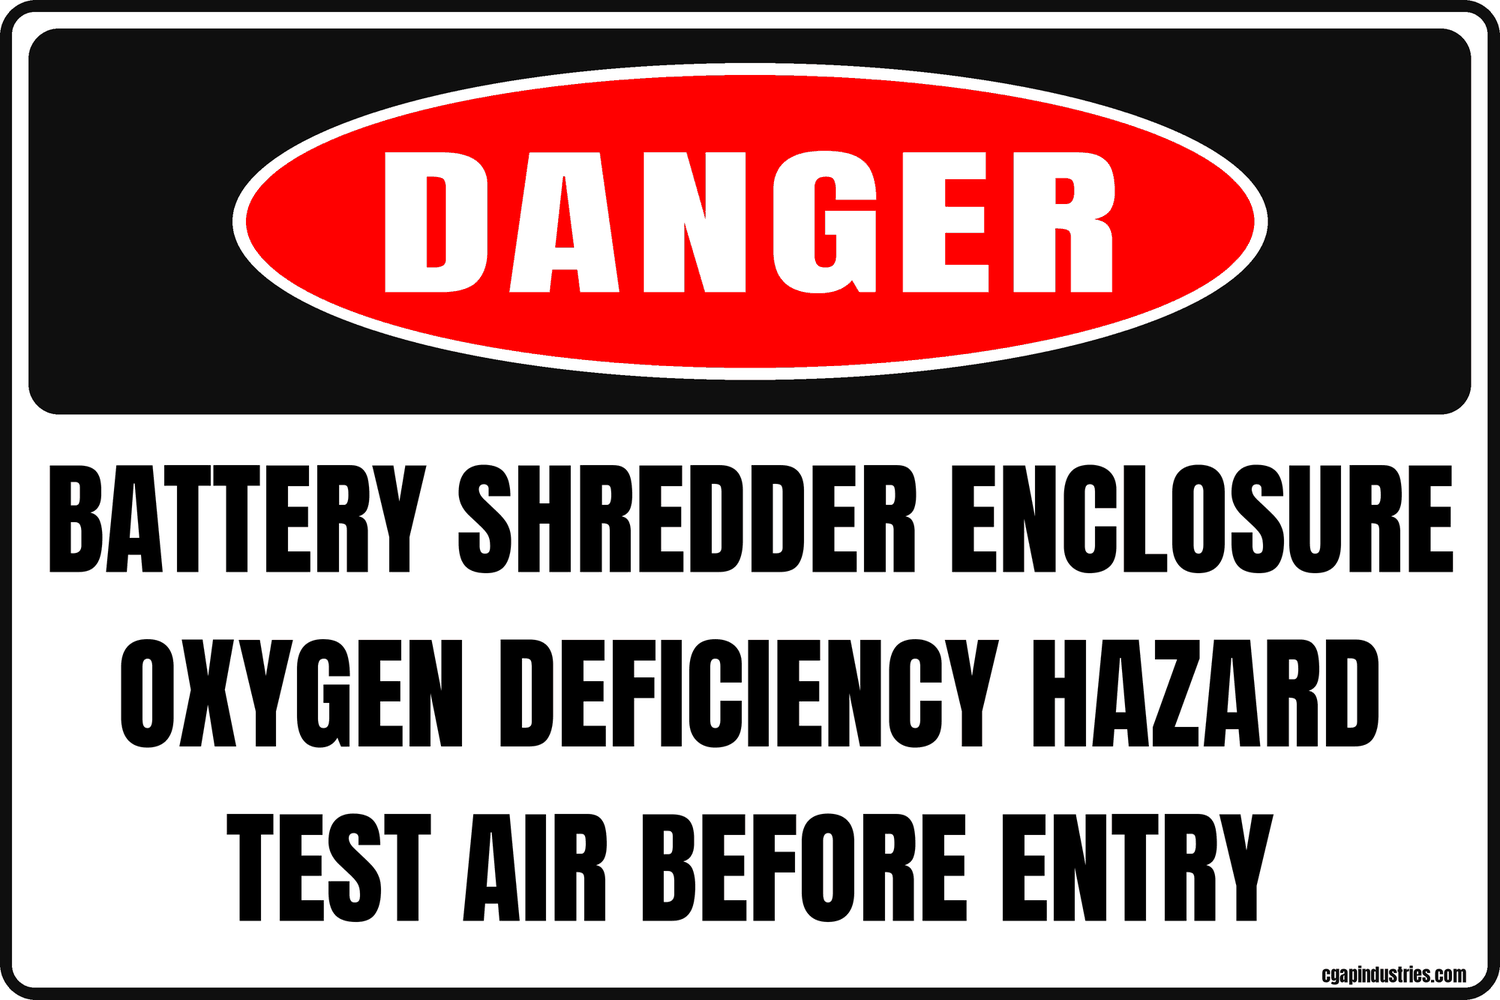 DANGER
BATTERY SHREDDER ENCLOSURE
OXYGEN DEFICIENCY HAZARD
TEST AIR BEFORE ENTRY
cgapindustries.com